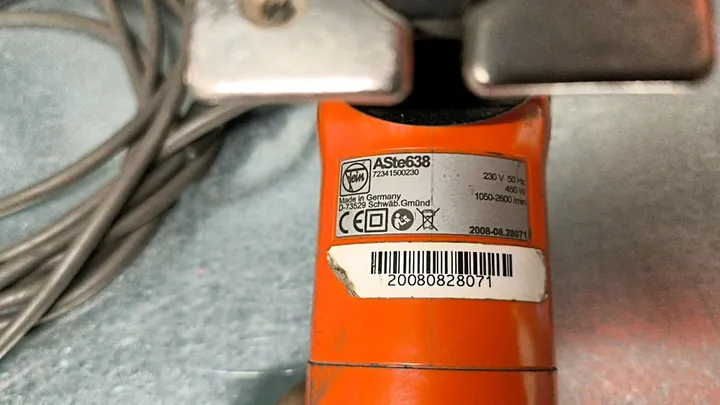 Fein
ASte638
72341500230
Made in Germany
D-73529 Schwäb.Gmünd
230 V 50 Hz
450 W
1050-2600 /min
CE
2008-08.28071
20080828071